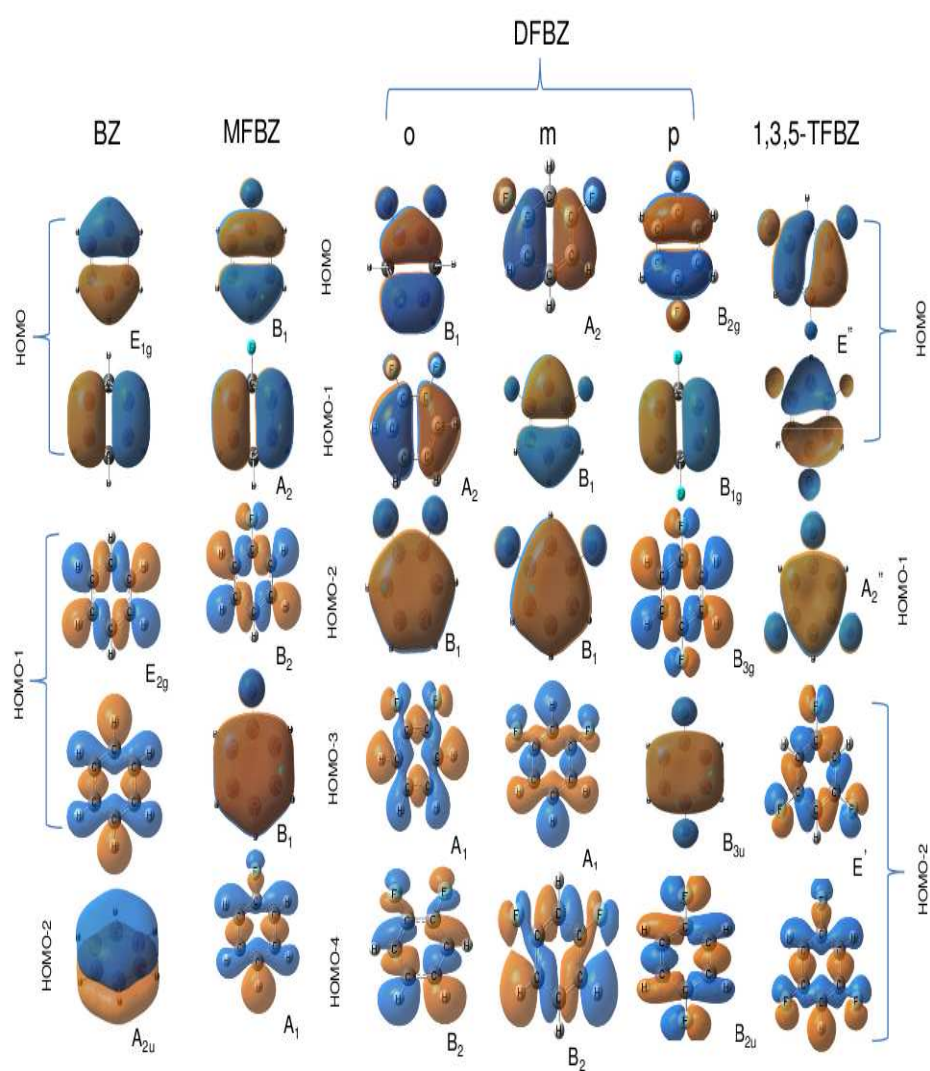 DFBZ
BZ MFBZ o m p 1,3,5-TFBZ
HOMO E1g B1 HOMO B1 A2 B2g E" HOMO
A2 HOMO-1 A2 B1 B1g
HOMO-1 E2g B2 HOMO-2 B1 B1 B3g A2" HOMO-1
B1 HOMO-3 A1 A1 B3u E' HOMO-2
HOMO-2 A2u A1 HOMO-4 B2 B2 B2u